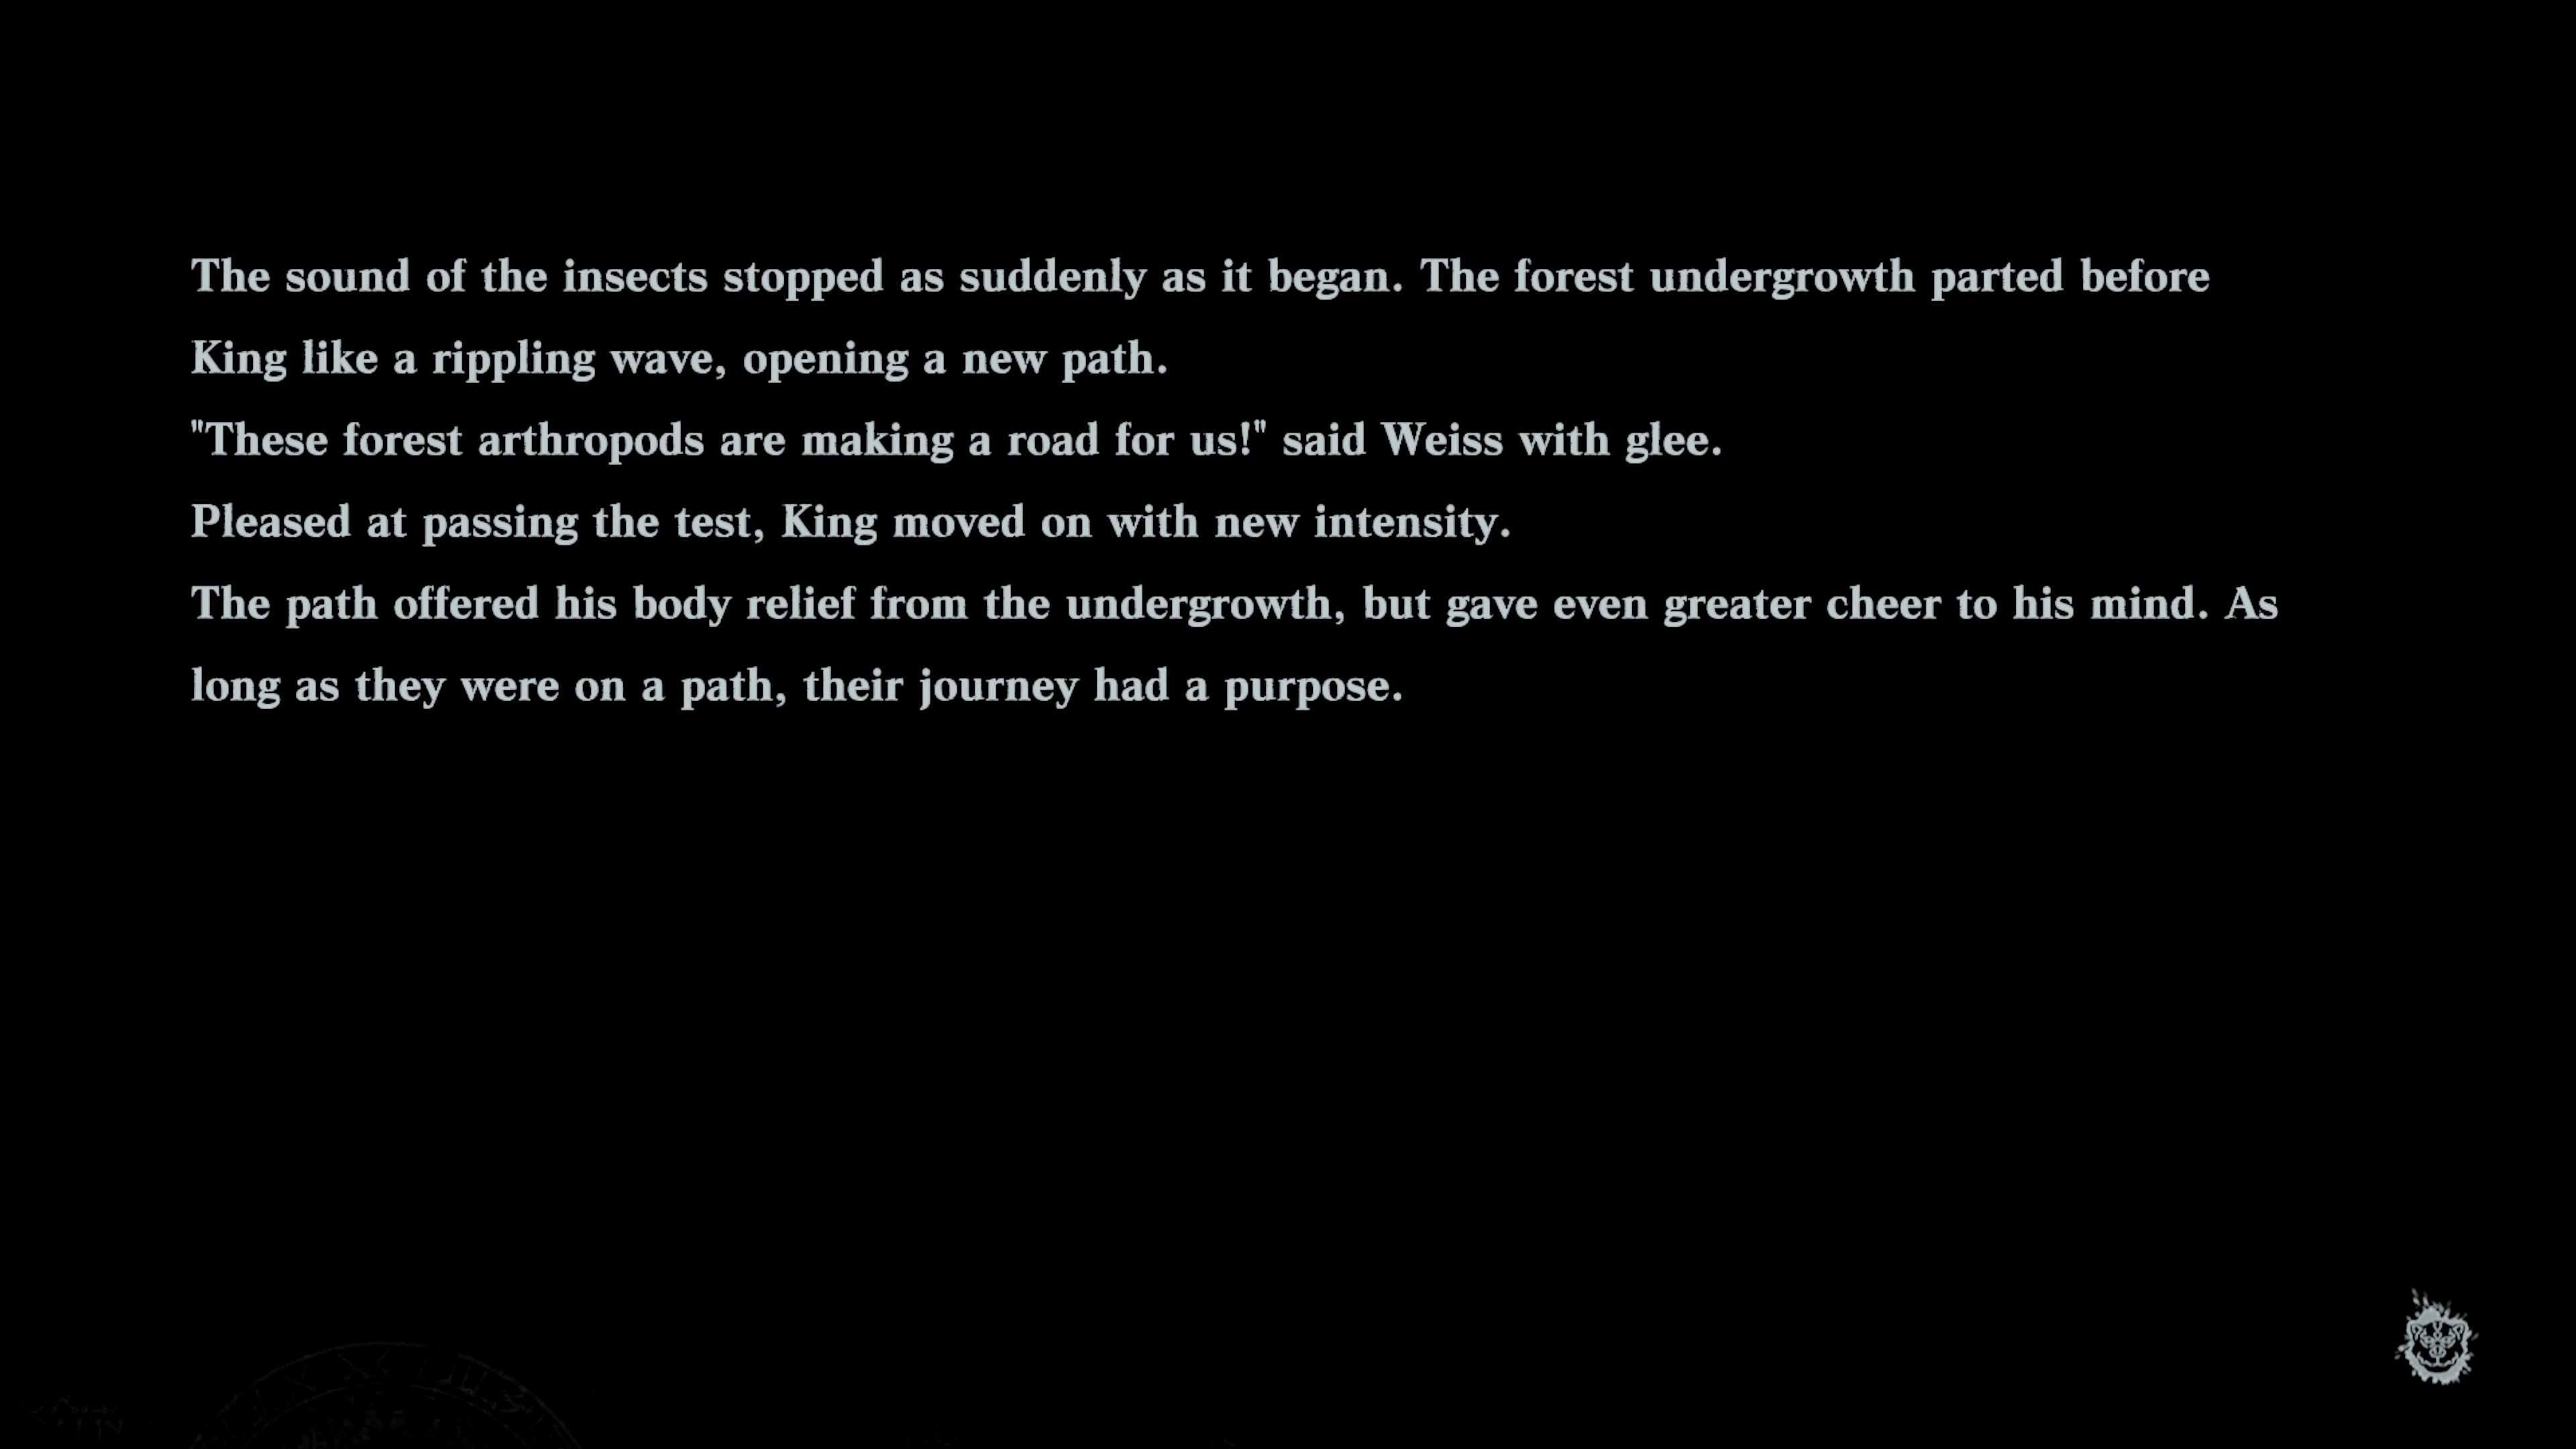 The sound of the insects stopped as suddenly as it began. The forest undergrowth parted before
King like a rippling wave, opening a new path.
"These forest arthropods are making a road for us!" said Weiss with glee.
Pleased at passing the test, King moved on with new intensity.
The path offered his body relief from the undergrowth, but gave even greater cheer to his mind. As
long as they were on a path, their journey had a purpose.